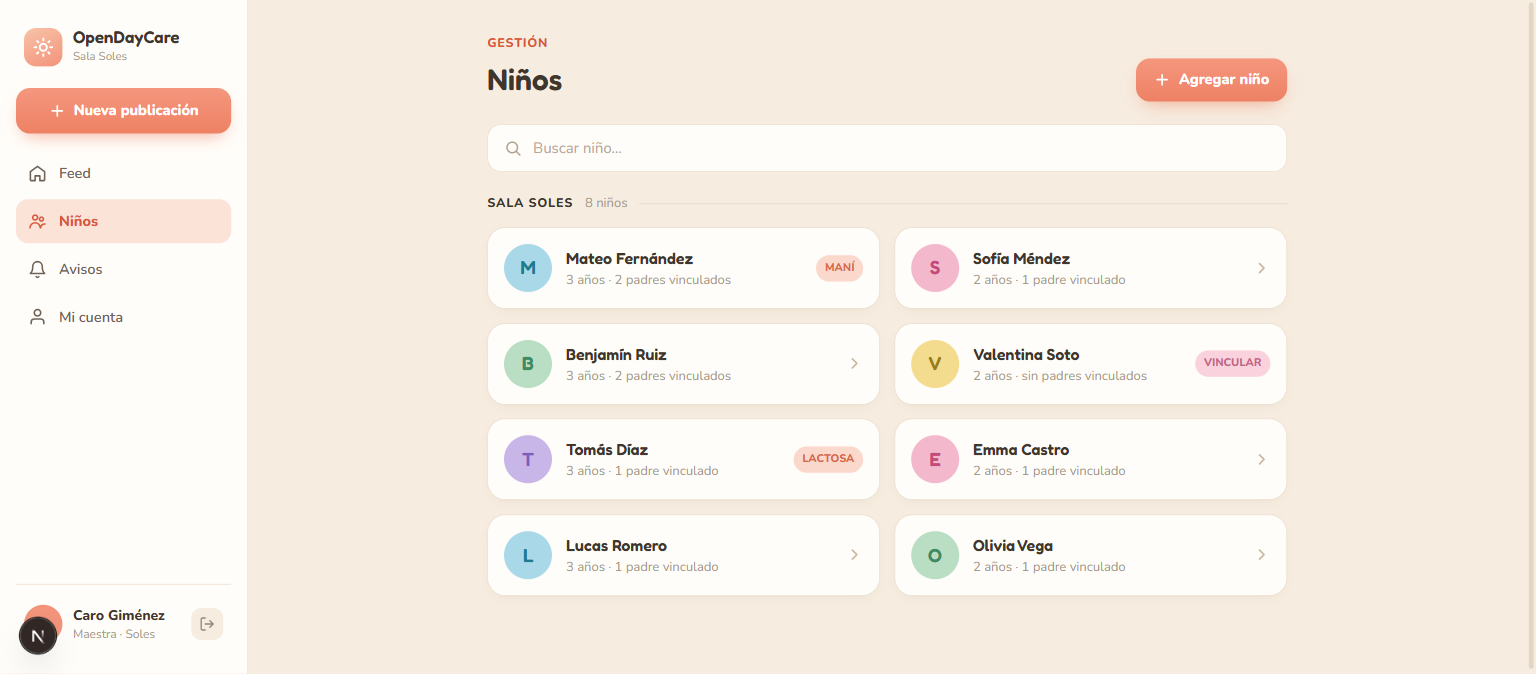 OpenDayCare
Sala Soles
Nueva publicación
Feed
Niños
Avisos
Mi cuenta
Caro Giménez
Maestra · Soles
N
GESTIÓN
Niños
Agregar niño
Buscar niño...
SALA SOLES 8 niños
M
Mateo Fernández
3 años · 2 padres vinculados
MANÍ
S
Sofía Méndez
2 años · 1 padre vinculado
B
Benjamín Ruiz
3 años · 2 padres vinculados
V
Valentina Soto
2 años · sin padres vinculados
VINCULAR
T
Tomás Díaz
3 años · 1 padre vinculado
LACTOSA
E
Emma Castro
2 años · 1 padre vinculado
L
Lucas Romero
3 años · 1 padre vinculado
O
Olivia Vega
2 años · 1 padre vinculado